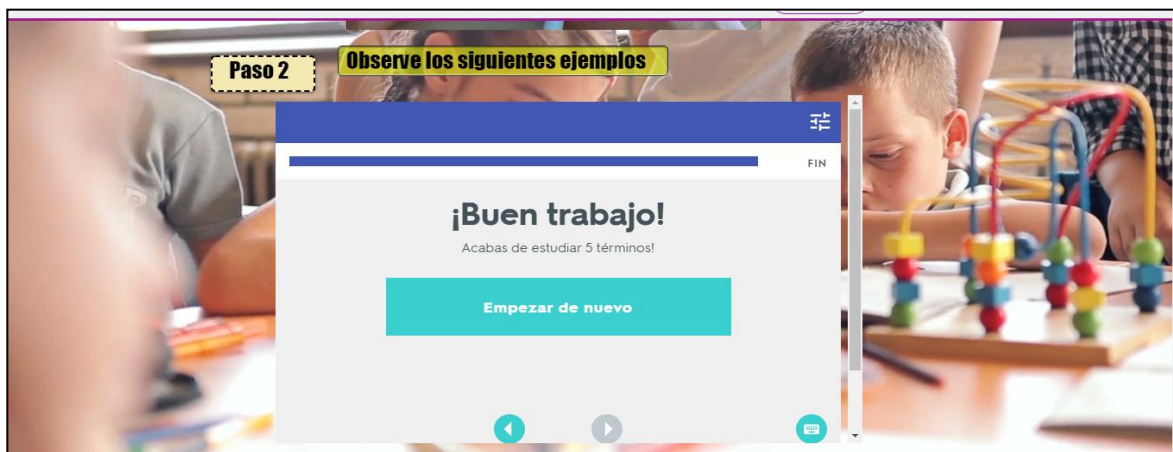 Paso 2
Observe los siguientes ejemplos
FIN
¡Buen trabajo!
Acabas de estudiar 5 términos!
Empezar de nuevo